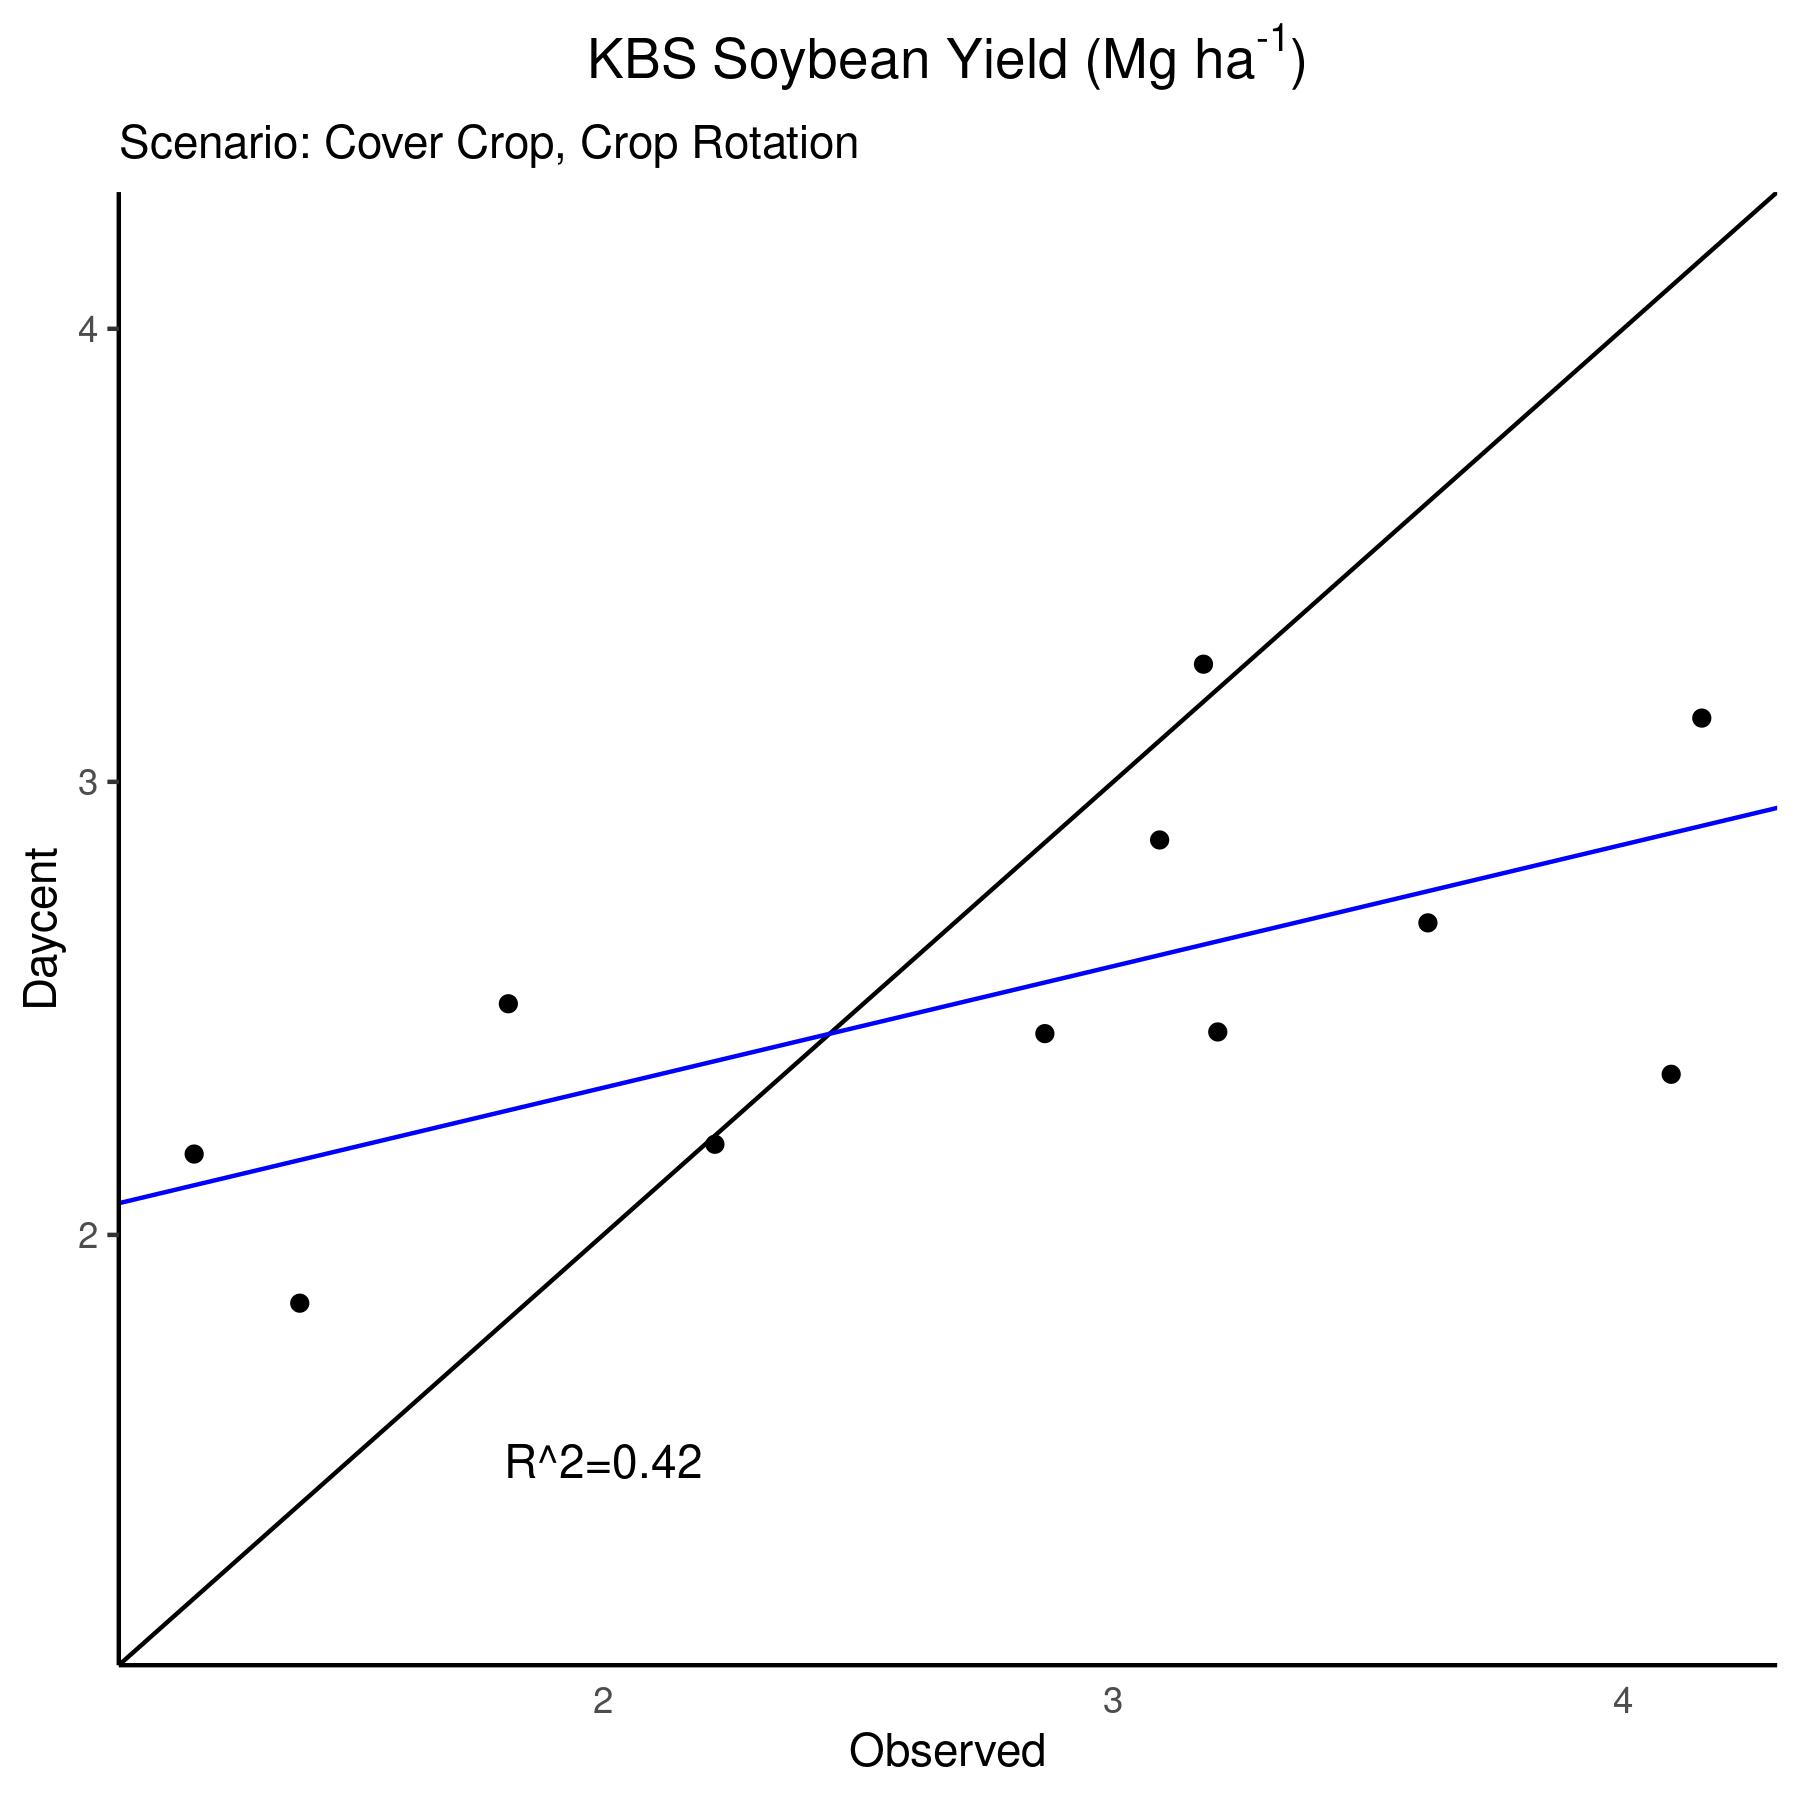 KBS Soybean Yield (Mg ha⁻¹)
Scenario: Cover Crop, Crop Rotation
4
3
2
Daycent
R^2=0.42
2 3 4
Observed